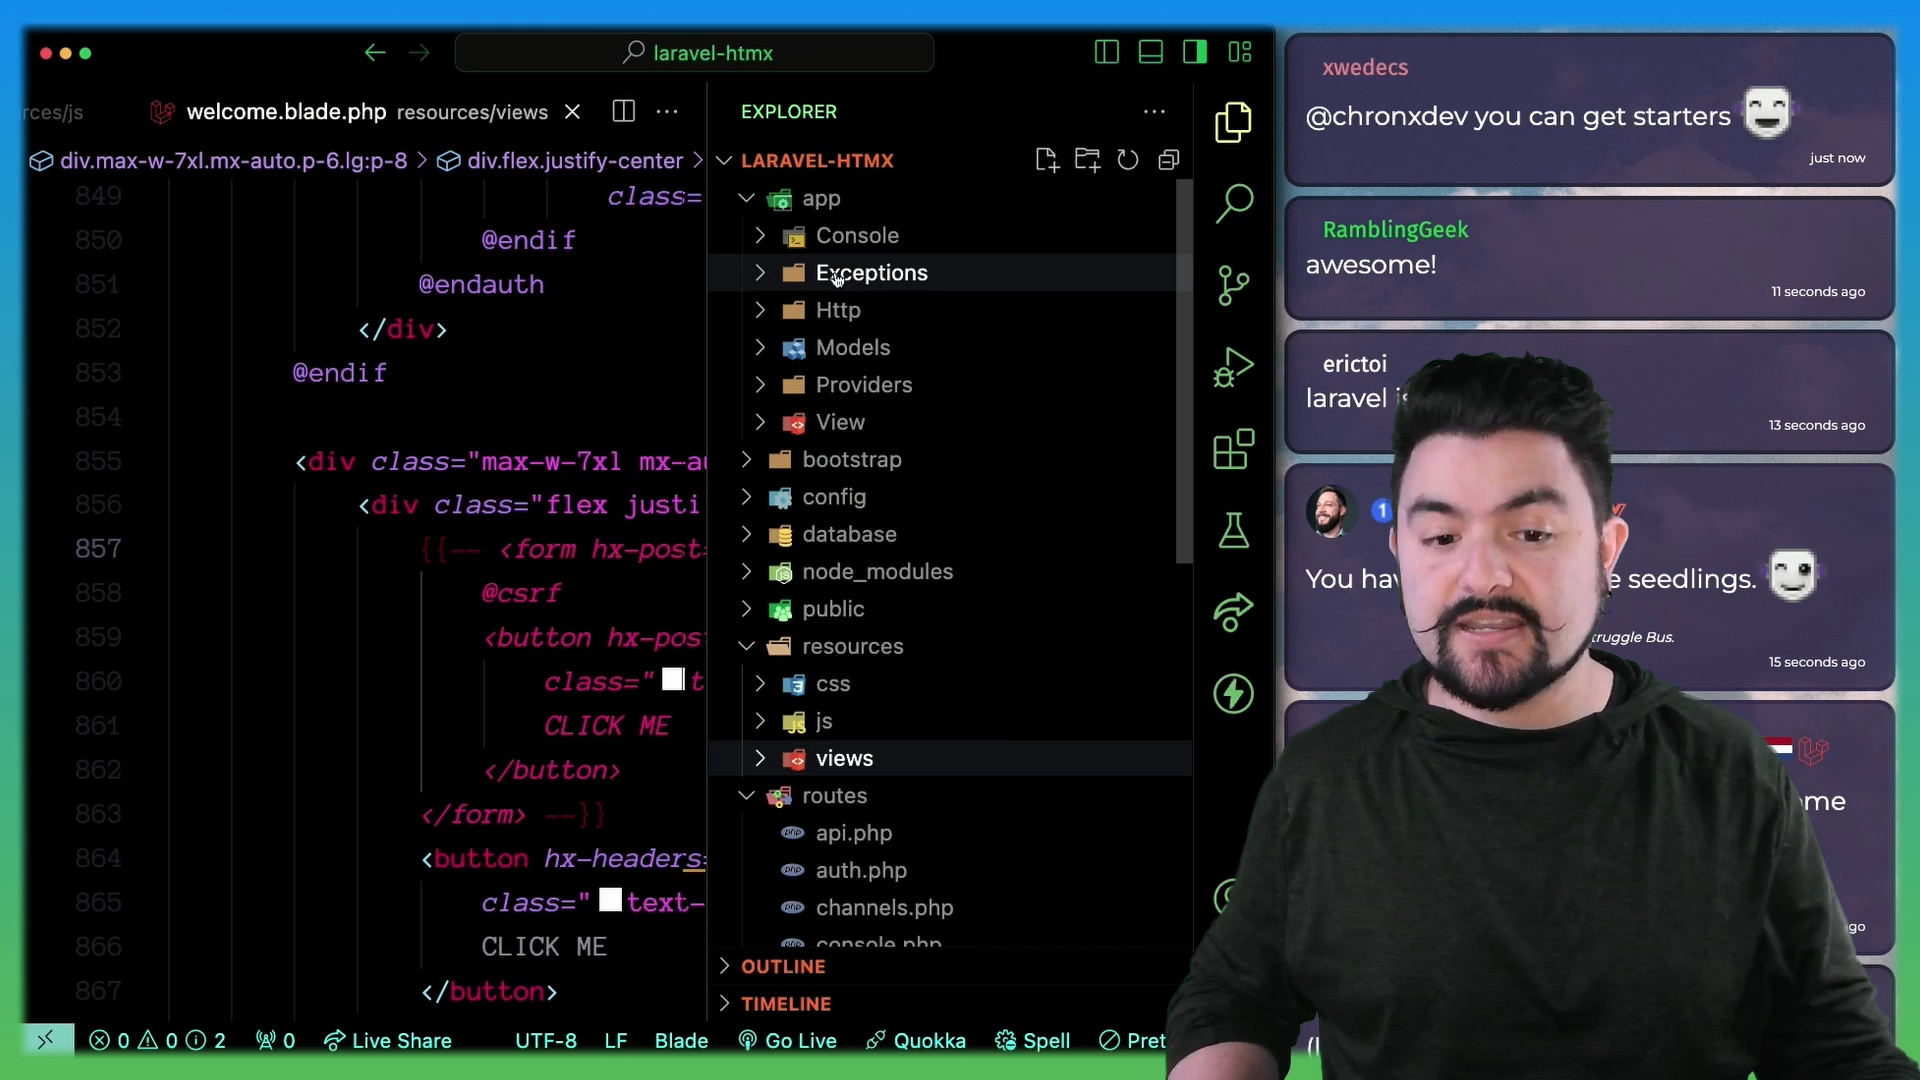 laravel-htmx
rces/js
welcome.blade.php resources/views
div.max-w-7xl.mx-auto.p-6.lg:p-8 > div.flex.justify-center >
849 class=
850 @endif
851 @endauth
852 </div>
853 @endif
854
855 <div class="max-w-7xl mx-au
856 <div class="flex justi
857 {{-- <form hx-post=
858 @csrf
859 <button hx-pos
860 class=" t
861 CLICK ME
862 </button>
863 </form> --}}
864 <button hx-headers=
865 class=" text-
866 CLICK ME
867 </button>
EXPLORER
LARAVEL-HTMX
app
Console
Exceptions
Http
Models
Providers
View
bootstrap
config
database
node_modules
public
resources
css
js
views
routes
api.php
auth.php
channels.php
console.php
OUTLINE
TIMELINE
0 0 2 0 Live Share UTF-8 LF Blade Go Live Quokka Spell Pret
xwedecs
@chronxdev you can get starters
just now
RamblingGeek
awesome!
11 seconds ago
erictoi
laravel
13 seconds ago
1
You seedlings.
truggle Bus.
15 seconds ago
me
go